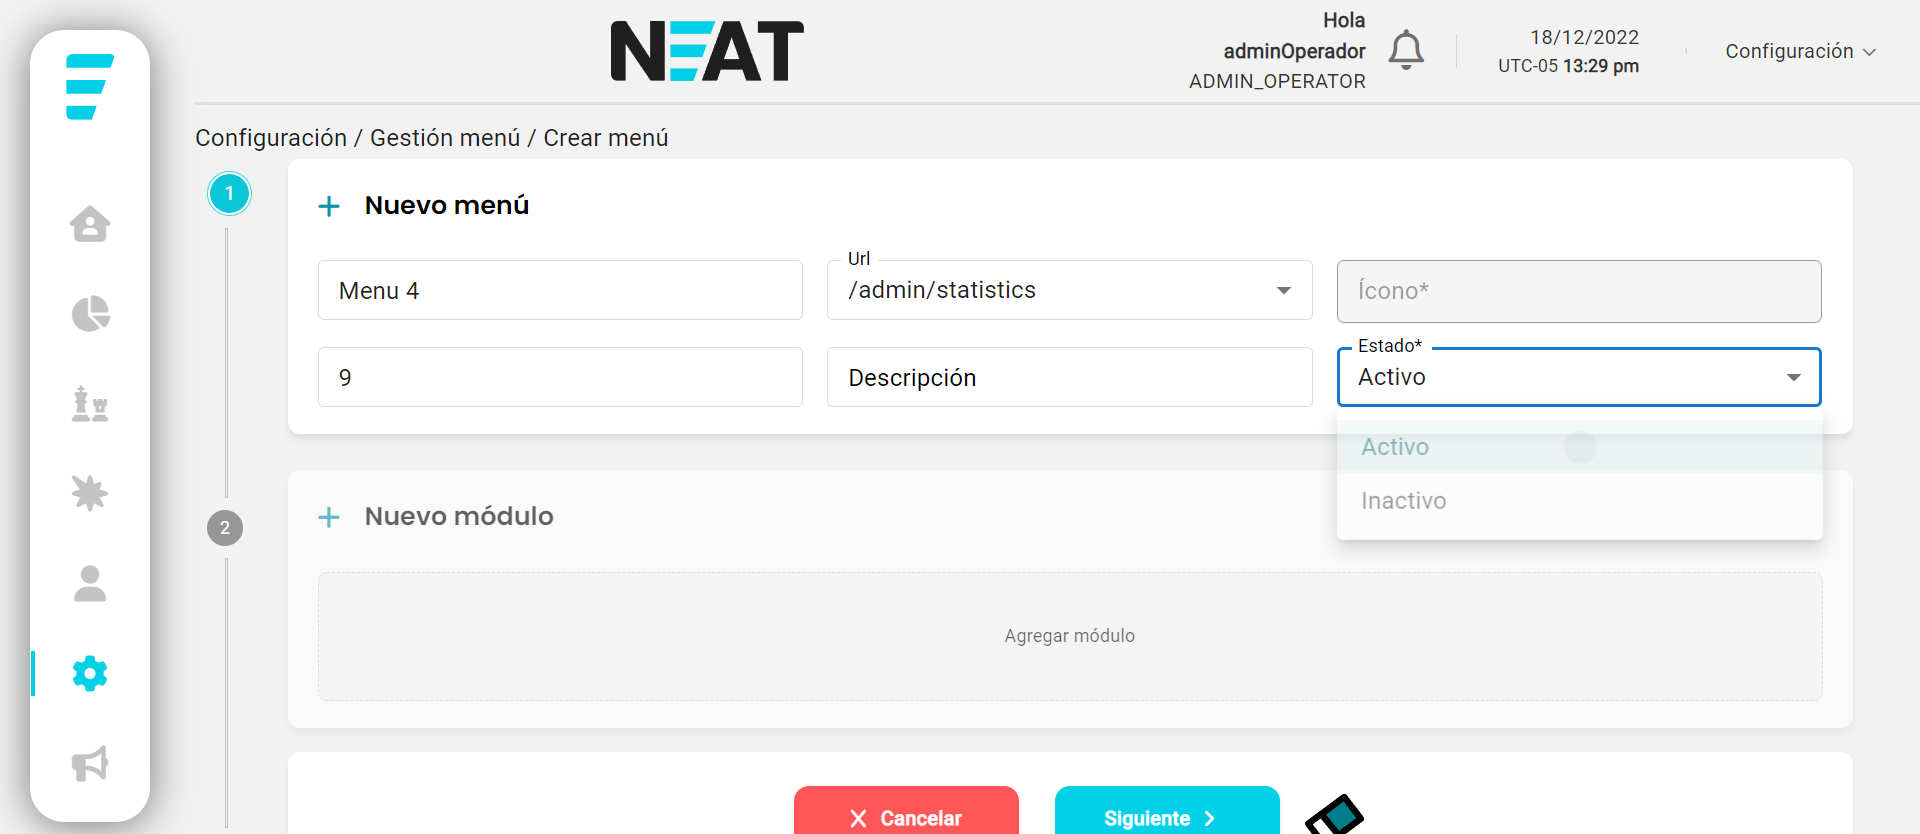 NEAT
Hola
adminOperador
ADMIN_OPERATOR
18/12/2022
UTC-05 13:29 pm
Configuración
Configuración / Gestión menú / Crear menú
1
Nuevo menú
Menu 4
Url
/admin/statistics
Ícono*
9
Descripción
Estado*
Activo
Activo
Inactivo
2
Nuevo módulo
Agregar módulo
Cancelar
Siguiente